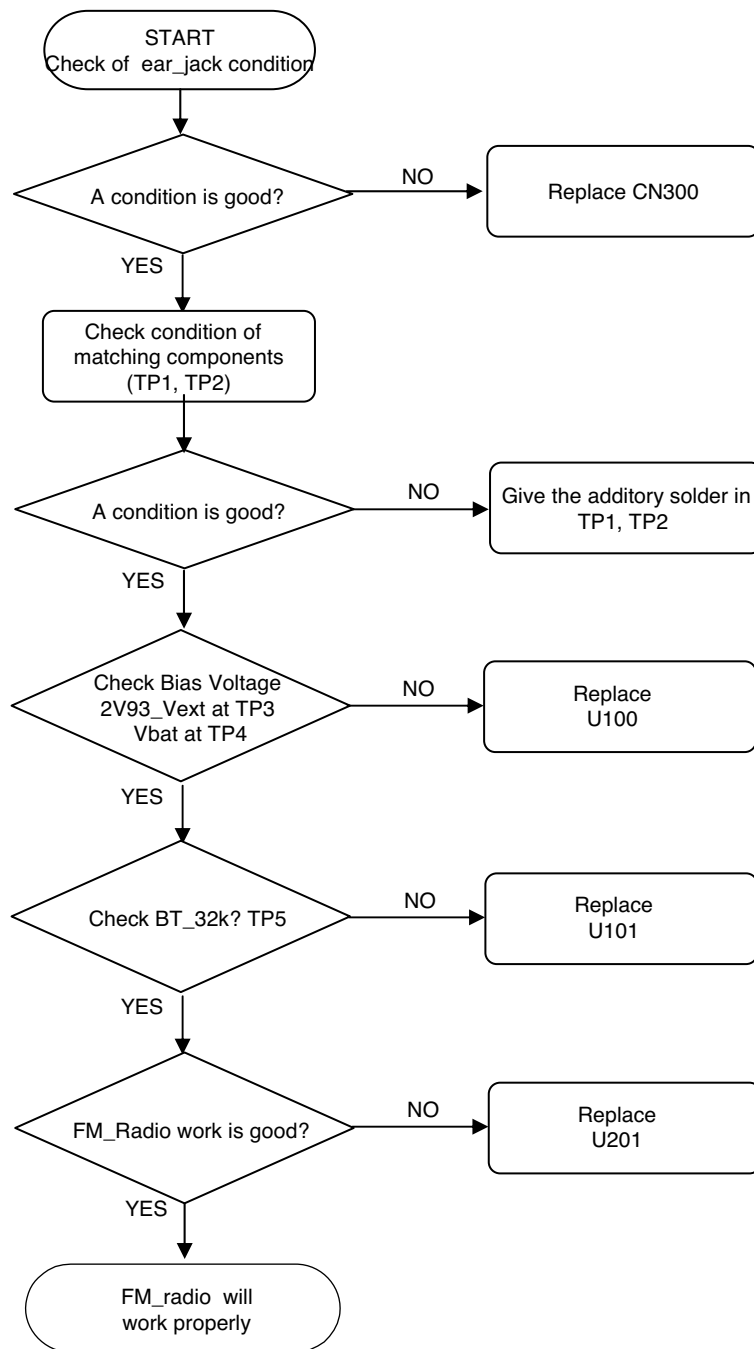 START
Check of ear_jack condition
A condition is good?
NO
Replace CN300
YES
Check condition of
matching components
(TP1, TP2)
A condition is good?
NO
Give the additory solder in
TP1, TP2
YES
Check Bias Voltage
2V93_Vext at TP3
Vbat at TP4
NO
Replace
U100
YES
Check BT_32k? TP5
NO
Replace
U101
YES
FM_Radio work is good?
NO
Replace
U201
YES
FM_radio will
work properly